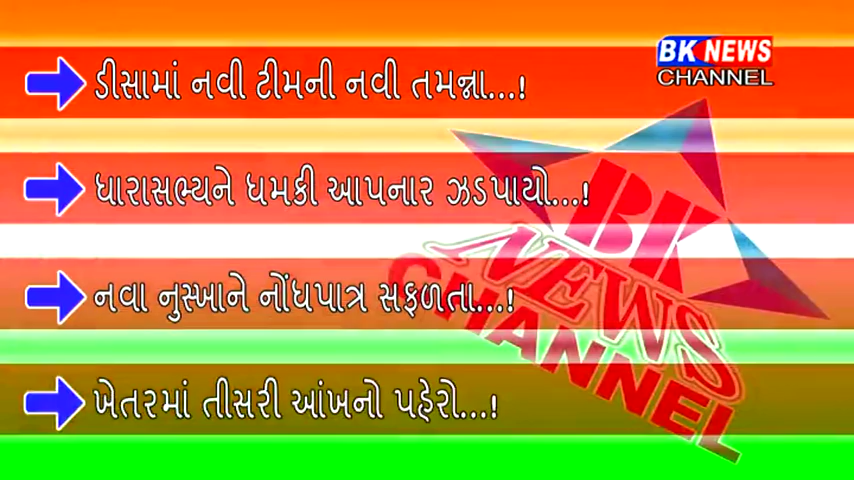 BK NEWS
CHANNEL
ડીસામાં નવી ટીમની નવી તમન્ના...!
ધારાસભ્યને ધમકી આપનાર ઝડપાયો...!
નવા નુસ્ખાને નોંધપાત્ર સફળતા...!
ખેતરમાં તીસરી આંખનો પહેરો...!
BK
NEWS
CHANNEL